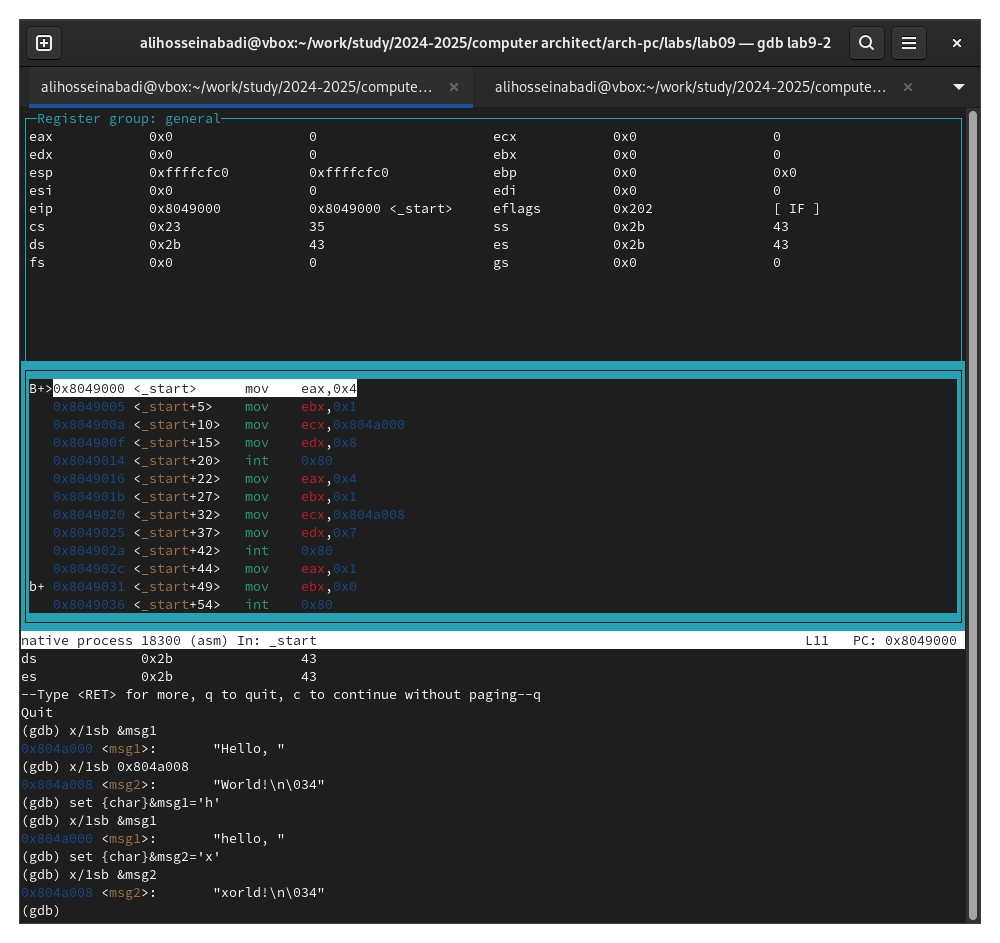 alihosseinabadi@vbox:~/work/study/2024-2025/computer architect/arch-pc/labs/lab09 — gdb lab9-2
alihosseinabadi@vbox:~/work/study/2024-2025/compute... alihosseinabadi@vbox:~/work/study/2024-2025/compute...
Register group: general
eax 0x0 0 ecx 0x0 0
edx 0x0 0 ebx 0x0 0
esp 0xffffcfc0 0xffffcfc0 ebp 0x0 0x0
esi 0x0 0 edi 0x0 0
eip 0x8049000 0x8049000 <_start> eflags 0x202 [ IF ]
cs 0x23 35 ss 0x2b 43
ds 0x2b 43 es 0x2b 43
fs 0x0 0 gs 0x0 0
B+>0x8049000 <_start> mov eax,0x4
0x8049005 <_start+5> mov ebx,0x1
0x804900a <_start+10> mov ecx,0x804a000
0x804900f <_start+15> mov edx,0x8
0x8049014 <_start+20> int 0x80
0x8049016 <_start+22> mov eax,0x4
0x804901b <_start+27> mov ebx,0x1
0x8049020 <_start+32> mov ecx,0x804a008
0x8049025 <_start+37> mov edx,0x7
0x804902a <_start+42> int 0x80
0x804902c <_start+44> mov eax,0x1
b+ 0x8049031 <_start+49> mov ebx,0x0
0x8049036 <_start+54> int 0x80
native process 18300 (asm) In: _start L11 PC: 0x8049000
ds 0x2b 43
es 0x2b 43
--Type <RET> for more, q to quit, c to continue without paging--q
Quit
(gdb) x/1sb &msg1
0x804a000 <msg1>: "Hello, "
(gdb) x/1sb 0x804a008
0x804a008 <msg2>: "World!\n\034"
(gdb) set {char}&msg1='h'
(gdb) x/1sb &msg1
0x804a000 <msg1>: "hello, "
(gdb) set {char}&msg2='x'
(gdb) x/1sb &msg2
0x804a008 <msg2>: "xorld!\n\034"
(gdb)